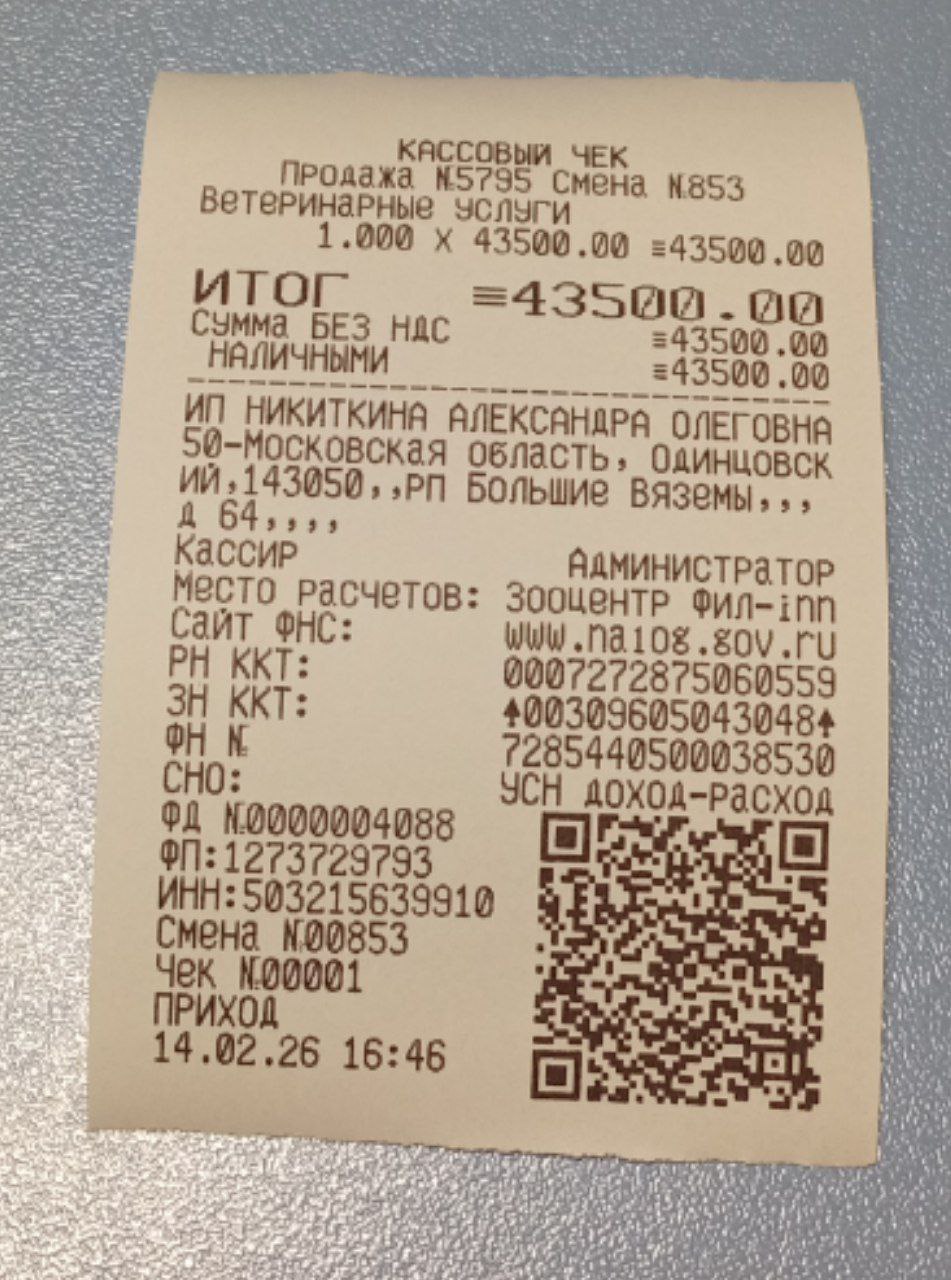 КАССОВЫЙ ЧЕК
Продажа №5795 Смена №853
Ветеринарные услуги
1.000 X 43500.00 ≡43500.00
ИТОГ ≡43500.00
Сумма БЕЗ НДС ≡43500.00
НАЛИЧНЫМИ ≡43500.00
ИП НИКИТКИНА АЛЕКСАНДРА ОЛЕГОВНА
50-Московская область, Одинцовск
ий,143050,,рп Большие Вяземы,,,
д 64,,,,
Кассир Администратор
Место расчетов: Зооцентр Фил-inn
Сайт ФНС: www.nalog.gov.ru
РН ККТ: 0007272875060559
ЗН ККТ: ↑00309605043048↑
ФН № 7285440500038530
СНО: УСН доход-расход
ФД №0000004088
ФП:1273729793
ИНН:503215639910
Смена №00853
Чек №00001
ПРИХОД
14.02.26 16:46